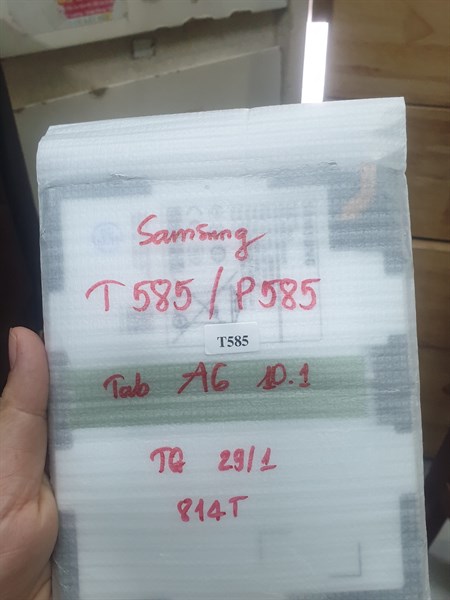 Samsung
T585/P585
T585
Tab A6 10.1
TQ 29/1
814T